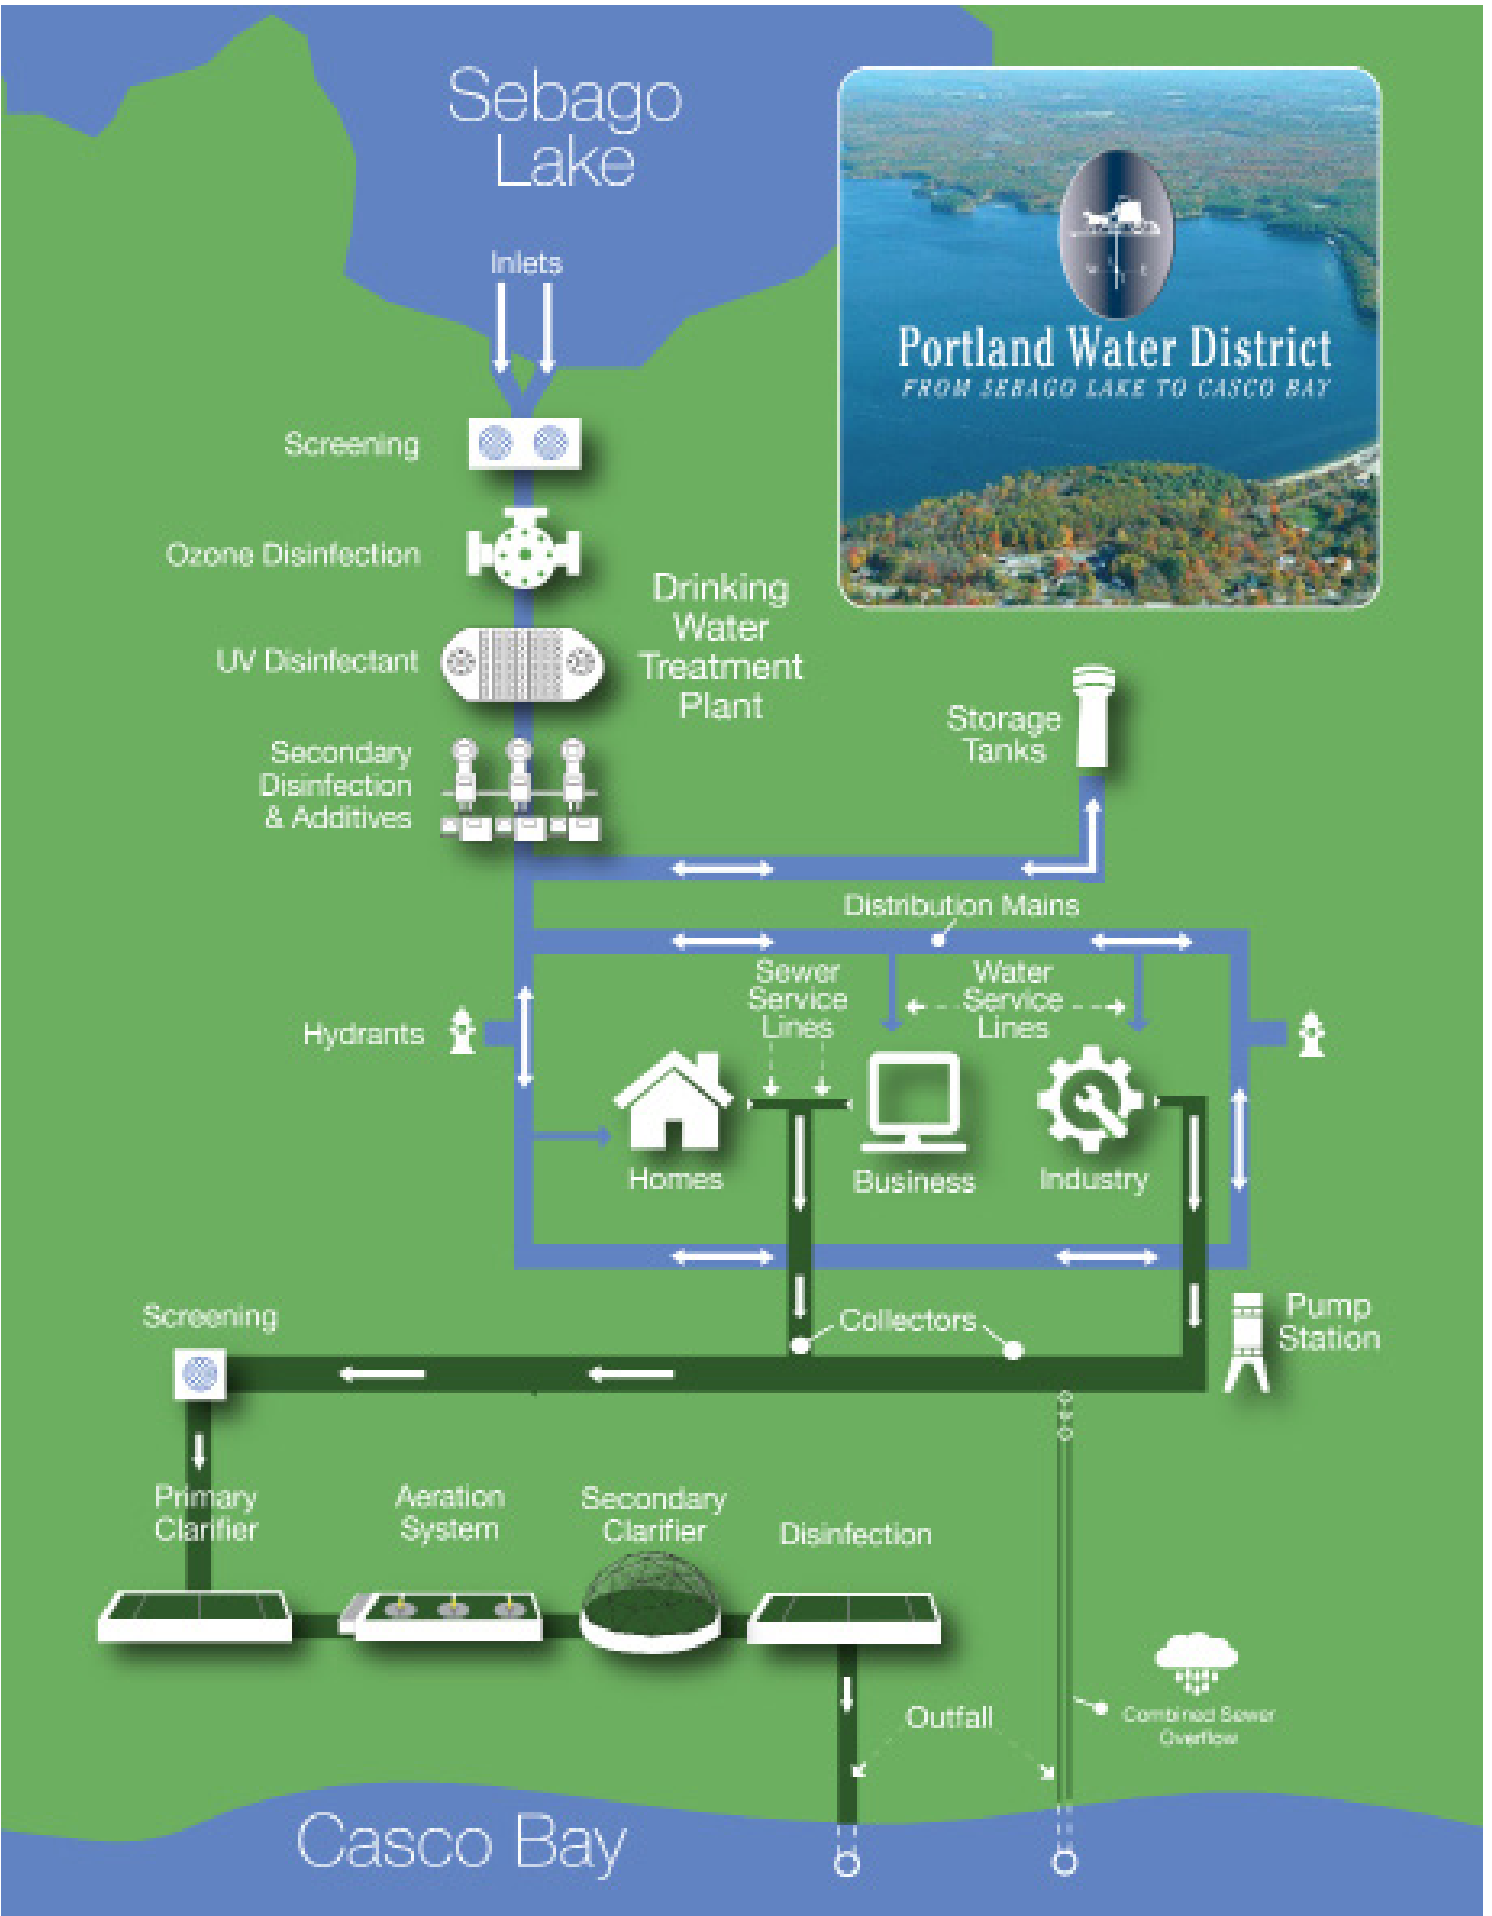 Sebago
Lake
Inlets
Portland Water District
FROM SEBAGO LAKE TO CASCO BAY
Screening
Ozone Disinfection
Drinking
Water
Treatment
Plant
UV Disinfectant
Storage
Tanks
Secondary
Disinfection
& Additives
Distribution Mains
Sewer
Service
Lines
Water
Service
Lines
Hydrants
Homes
Business
Industry
Screening
Collectors
Pump
Station
Primary
Clarifier
Aeration
System
Secondary
Clarifier
Disinfection
Outfall
Combined Sewer
Overflow
Casco Bay